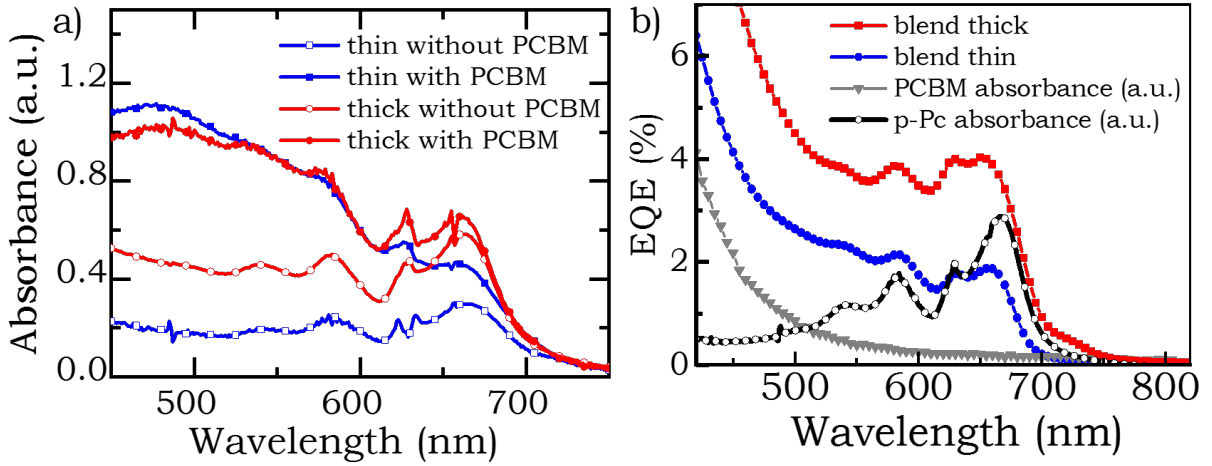 a)
thin without PCBM
thin with PCBM
thick without PCBM
thick with PCBM
Absorbance (a.u.)
1.2
0.8
0.4
0.0
500
600
700
Wavelength (nm)
b)
blend thick
blend thin
PCBM absorbance (a.u.)
p-Pc absorbance (a.u.)
EQE (%)
6
4
2
0
500
600
700
800
Wavelength (nm)